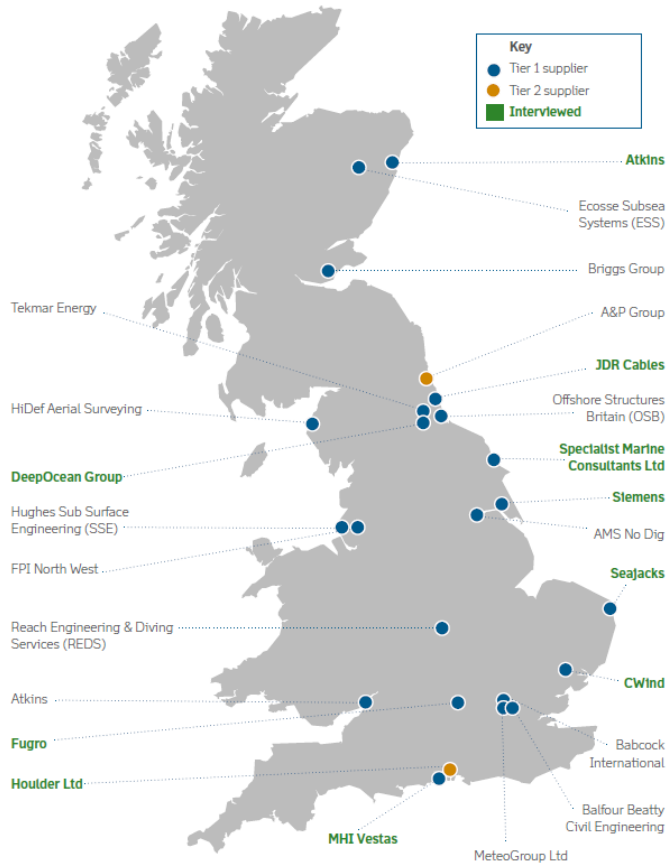 Key
Tier 1 supplier
Tier 2 supplier
Interviewed
Atkins
Ecosse Subsea
Systems (ESS)
Briggs Group
Tekmar Energy
A&P Group
JDR Cables
HiDef Aerial Surveying
Offshore Structures
Britain (OSB)
Specialist Marine
Consultants Ltd
DeepOcean Group
Siemens
Hughes Sub Surface
Engineering (SSE)
AMS No Dig
FPI North West
Seajacks
Reach Engineering & Diving
Services (REDS)
CWind
Atkins
Fugro
Babcock
International
Houlder Ltd
Balfour Beatty
Civil Engineering
MHI Vestas
MeteoGroup Ltd